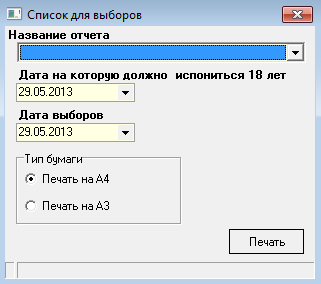 Список для выборов
Название отчета
Дата на которую должно испониться 18 лет
29.05.2013
Дата выборов
29.05.2013
Тип бумаги
Печать на А4
Печать на А3
Печать